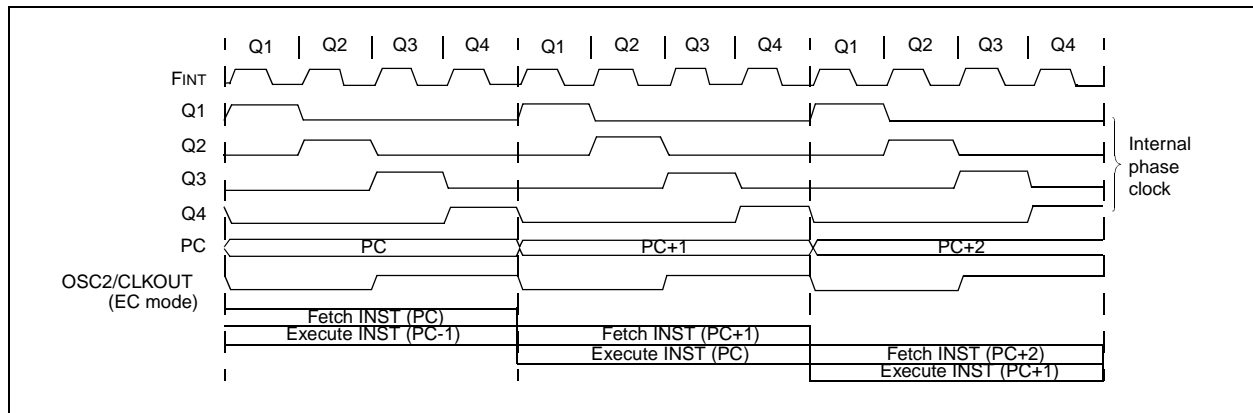 Q1 Q2 Q3 Q4 Q1 Q2 Q3 Q4 Q1 Q2 Q3 Q4
FINT
Q1
Q2
Q3
Q4
Internal
phase
clock
PC PC PC+1 PC+2
OSC2/CLKOUT
(EC mode)
Fetch INST (PC)
Execute INST (PC-1) Fetch INST (PC+1)
Execute INST (PC) Fetch INST (PC+2)
Execute INST (PC+1)